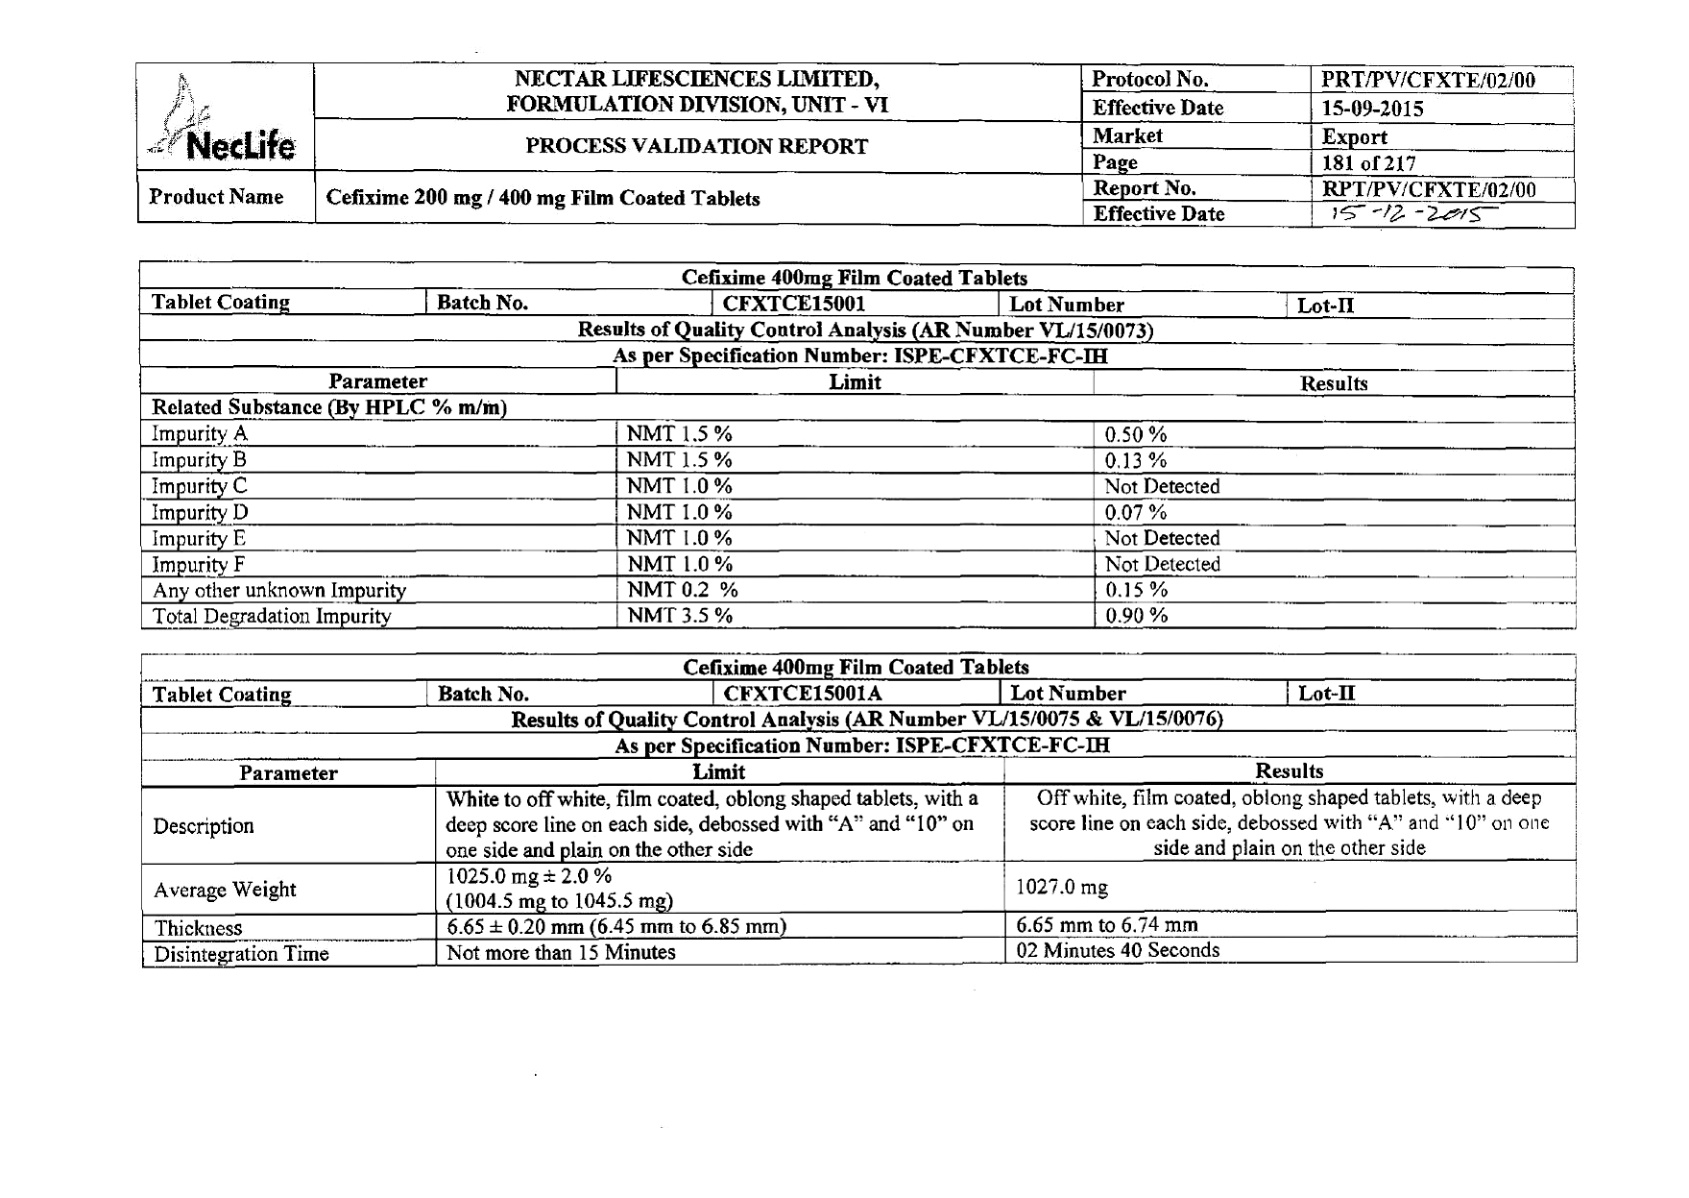 NecLife
NECTAR LIFESCIENCES LIMITED,
FORMULATION DIVISION, UNIT - VI
PROCESS VALIDATION REPORT
Protocol No. PRT/PV/CFXTE/02/00
Effective Date 15-09-2015
Market Export
Page 181 of 217
Report No. RPT/PV/CFXTE/02/00
Effective Date 15-12-2015
Product Name Cefixime 200 mg / 400 mg Film Coated Tablets
Cefixime 400mg Film Coated Tablets
Tablet Coating Batch No. CFXTCE15001 Lot Number Lot-II
Results of Quality Control Analysis (AR Number VL/15/0073)
As per Specification Number: ISPE-CFXTCE-FC-IH
Parameter Limit Results
Related Substance (By HPLC % m/m)
Impurity A NMT 1.5 % 0.50 %
Impurity B NMT 1.5 % 0.13 %
Impurity C NMT 1.0 % Not Detected
Impurity D NMT 1.0 % 0.07 %
Impurity E NMT 1.0 % Not Detected
Impurity F NMT 1.0 % Not Detected
Any other unknown Impurity NMT 0.2 % 0.15 %
Total Degradation Impurity NMT 3.5 % 0.90 %
Cefixime 400mg Film Coated Tablets
Tablet Coating Batch No. CFXTCE15001A Lot Number Lot-II
Results of Quality Control Analysis (AR Number VL/15/0075 & VL/15/0076)
As per Specification Number: ISPE-CFXTCE-FC-IH
Parameter Limit Results
Description
White to off white, film coated, oblong shaped tablets, with a
deep score line on each side, debossed with “A” and “10” on
one side and plain on the other side
Off white, film coated, oblong shaped tablets, with a deep
score line on each side, debossed with “A” and “10” on one
side and plain on the other side
Average Weight
1025.0 mg ± 2.0 %
(1004.5 mg to 1045.5 mg)
1027.0 mg
Thickness 6.65 ± 0.20 mm (6.45 mm to 6.85 mm) 6.65 mm to 6.74 mm
Disintegration Time Not more than 15 Minutes 02 Minutes 40 Seconds